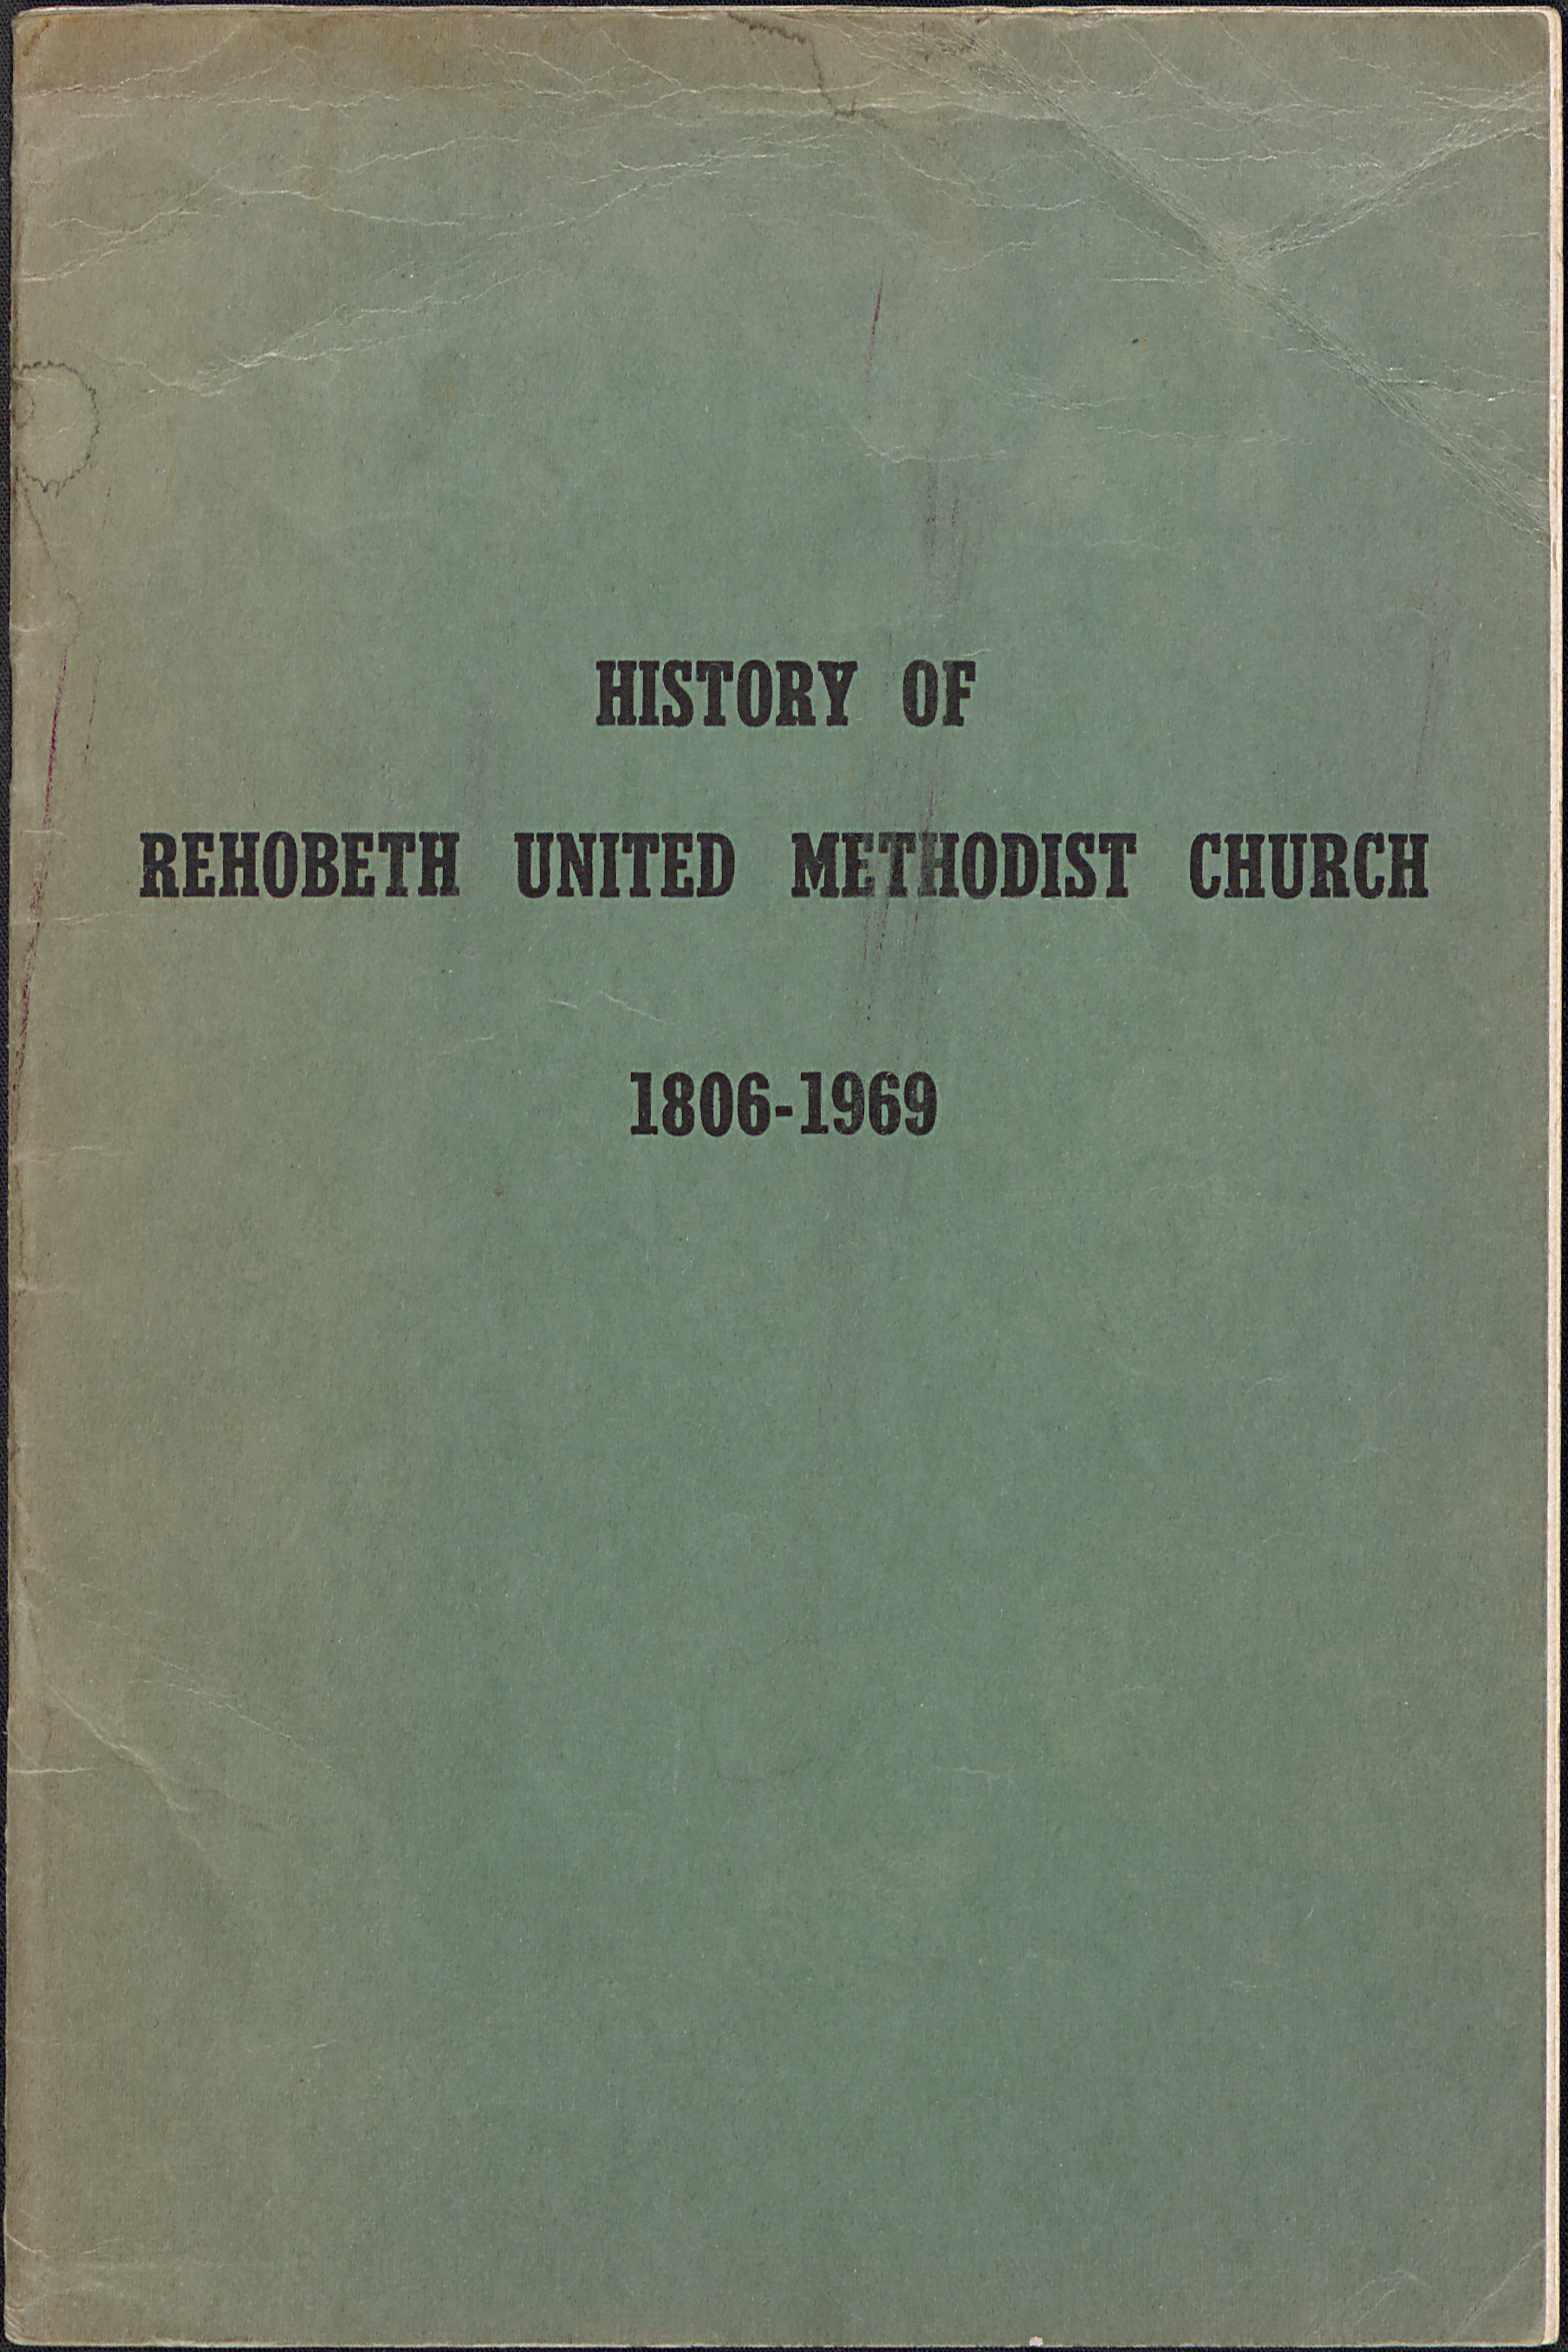 HISTORY OF
REHOBETH UNITED METHODIST CHURCH
1806-1969